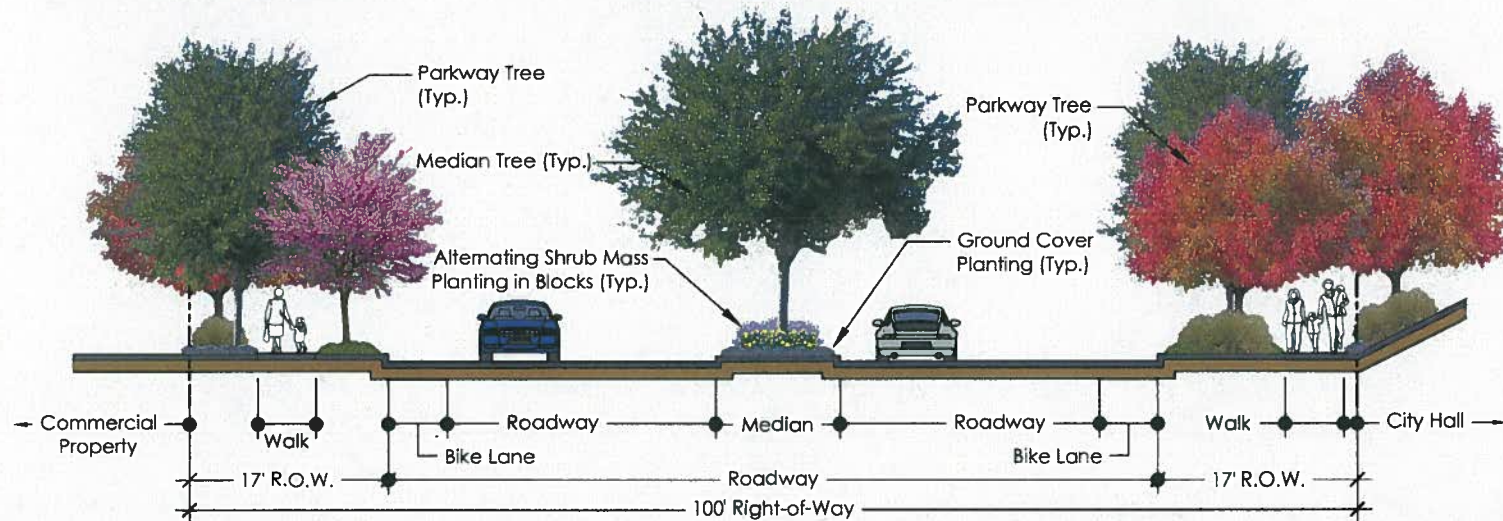 Parkway Tree
(Typ.)
Median Tree (Typ.)
Parkway Tree
(Typ.)
Alternating Shrub Mass
Planting in Blocks (Typ.)
Ground Cover
Planting (Typ.)
Commercial
Property
Walk
Bike Lane
Roadway
Median
Roadway
Bike Lane
Walk
City Hall
17' R.O.W.
Roadway
17' R.O.W.
100' Right-of-Way